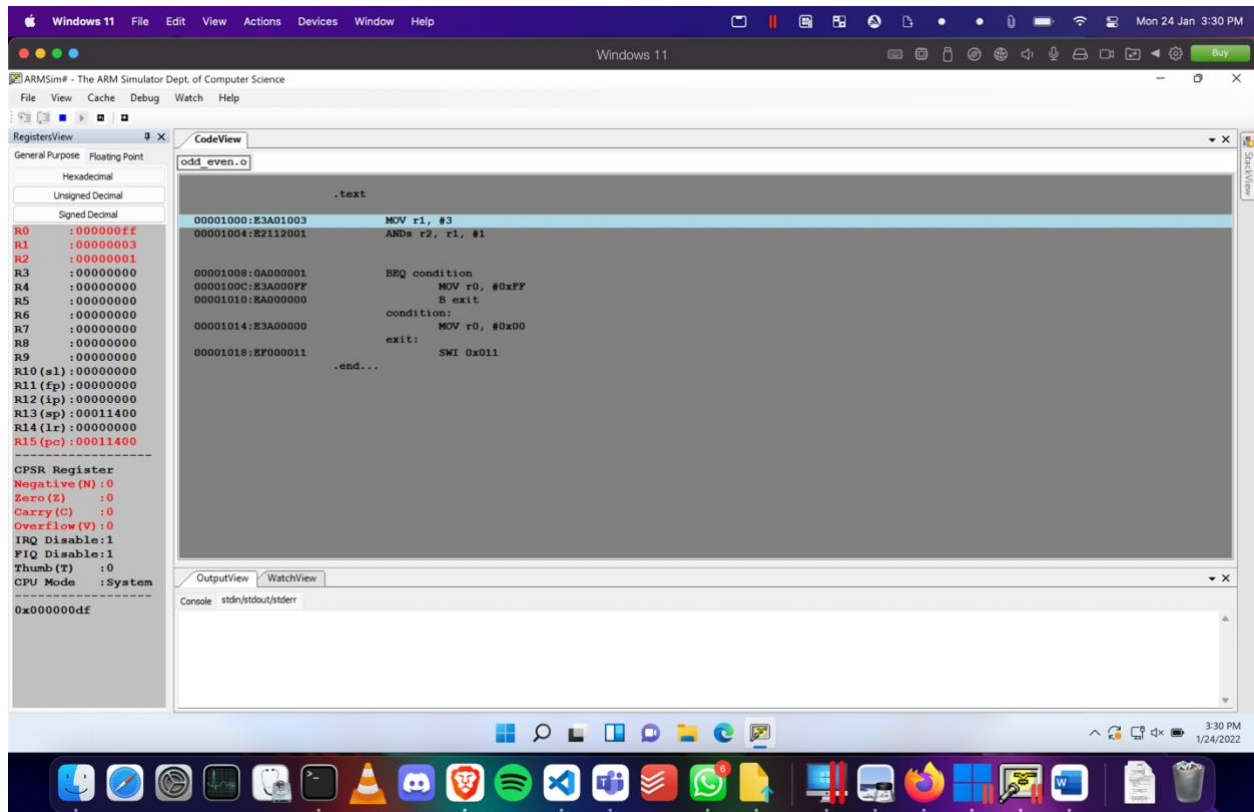 Windows 11 File Edit View Actions Devices Window Help Mon 24 Jan 3:30 PM
Windows 11 Buy
ARMSim# - The ARM Simulator Dept. of Computer Science
File View Cache Debug Watch Help
RegistersView
CodeView
General Purpose Floating Point
odd_even.o
StackView
Hexadecimal
Unsigned Decimal
Signed Decimal
R0 :000000ff
R1 :00000003
R2 :00000001
R3 :00000000
R4 :00000000
R5 :00000000
R6 :00000000
R7 :00000000
R8 :00000000
R9 :00000000
R10(sl):00000000
R11(fp):00000000
R12(ip):00000000
R13(sp):00011400
R14(lr):00000000
R15(pc):00011400
-------------------
CPSR Register
Negative(N):0
Zero(Z) :0
Carry(C) :0
Overflow(V):0
IRQ Disable:1
FIQ Disable:1
Thumb(T) :0
CPU Mode :System
-------------------
0x000000df
.text
00001000:E3A01003 MOV r1, #3
00001004:E2112001 ANDs r2, r1, #1
00001008:0A000001 BEQ condition
0000100C:E3A000FF MOV r0, #0xFF
00001010:EA000000 B exit
condition:
00001014:E3A00000 MOV r0, #0x00
exit:
00001018:EF000011 SWI 0x011
.end...
OutputView WatchView
Console stdin/stdout/stderr
3:30 PM
1/24/2022
6